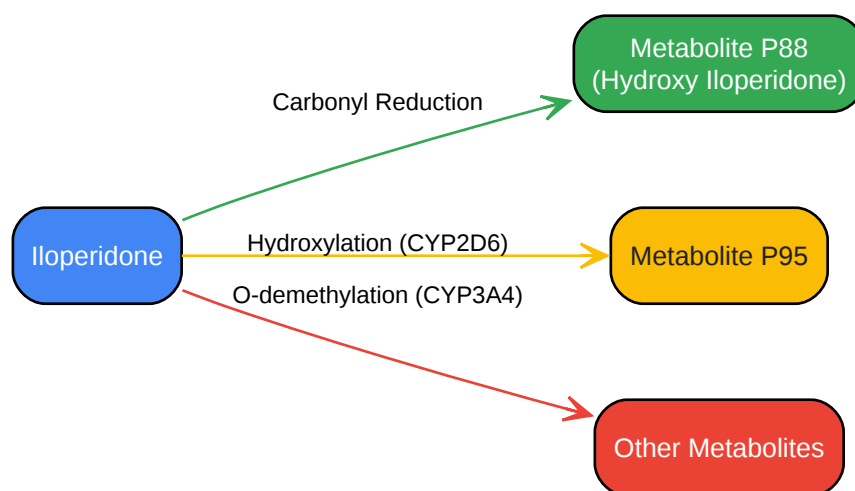 Metabolite P88
(Hydroxy Iloperidone)
Carbonyl Reduction
Iloperidone
Hydroxylation (CYP2D6)
Metabolite P95
O-demethylation (CYP3A4)
Other Metabolites